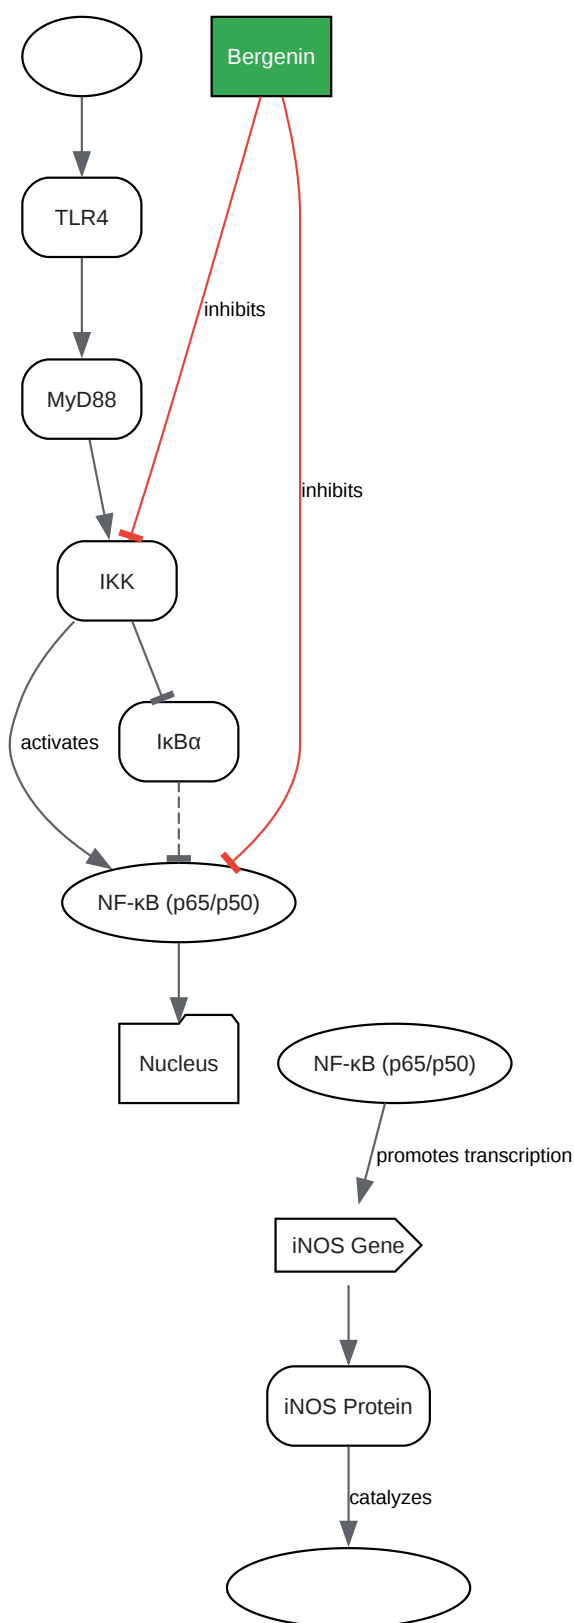 Bergenin
TLR4
inhibits
MyD88
inhibits
IKK
activates
IκBα
NF-κB (p65/p50)
Nucleus
NF-κB (p65/p50)
promotes transcription
iNOS Gene
iNOS Protein
catalyzes